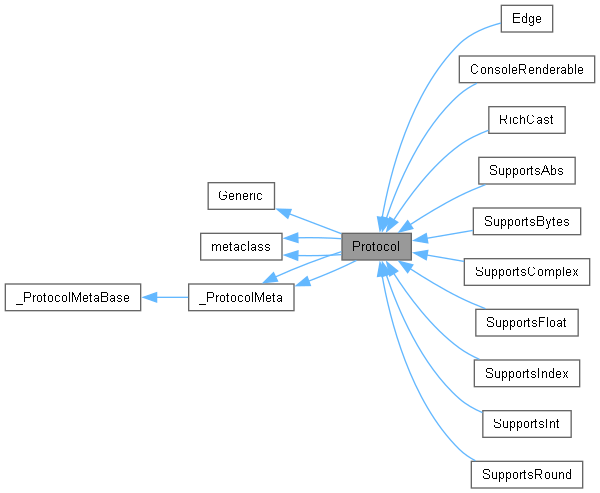 Edge
ConsoleRenderable
RichCast
SupportsAbs
Generic
SupportsBytes
metaclass
Protocol
SupportsComplex
_ProtocolMetaBase
_ProtocolMeta
SupportsFloat
SupportsIndex
SupportsInt
SupportsRound